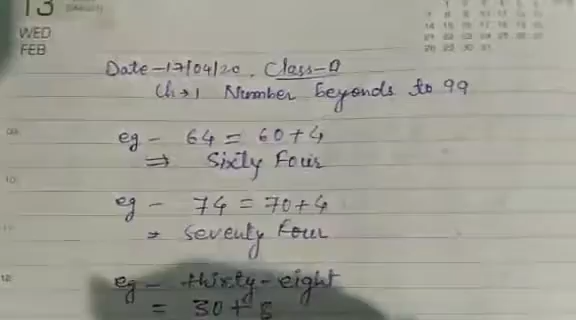 13
WED
FEB
Date-17/04/20. Class-
Ch→1 Number beyonds to 99
eg - 64 = 60+4
⇒ Sixty Four
eg - 74 = 70+4
⇒ Seventy Four
eg - thirty-eight
= 30 + 8